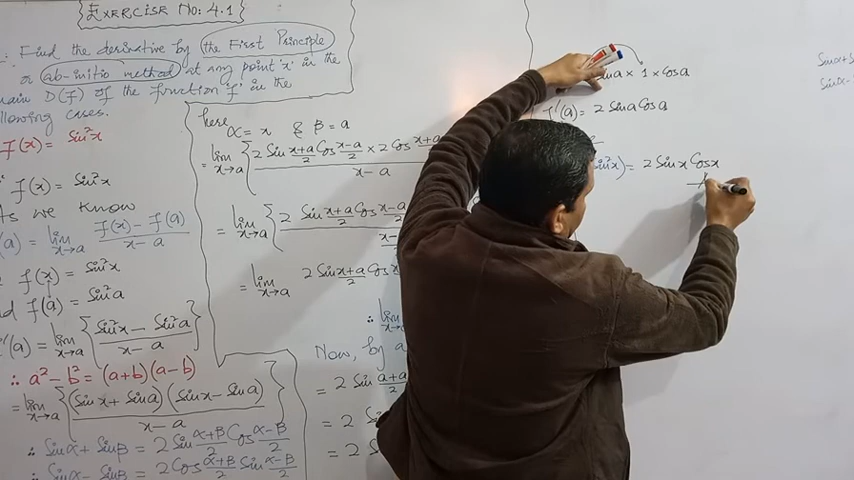 Exercise No: 4.1
Find the derivative by the First Principle
or ab-initio method at any point 'x' in the
D(f) of the function 'f' in the
following cases.
f(x) = Sin²x
f(x) = Sin²x
As we know
'(a) = lim x→a {f(x) - f(a) / x-a
f(x) = Sin²x
f(a) = Sin²a
'(a) = lim x→a {Sin²x - Sin²a / x-a}
∴ a² - b² = (a+b)(a-b)
= lim x→a {(Sinx + Sina)(Sinx - Sina) / x-a}
∴ Sinα + Sinβ = 2 Sin α+β/2 Cos α-β/2
∴ Sinα - Sinβ = 2 Cos α+β/2 Sin α-β/2
here
α = x & β = a
= lim x→a {2 Sin x+a/2 Cos x-a/2 × 2 Cos x+a / x-a
= lim x→a {2 Sin x+a/2 Cos x-a
= lim x→a 2 Sin x+a/2 Cos
∴ lim
Now, by
= 2 Sin a+a/2
= 2
= 2
× 1 × Cosa
f'(a) = 2 Sina Cosa
= 2 Sinx Cosx
Sinα + S
Sinα -